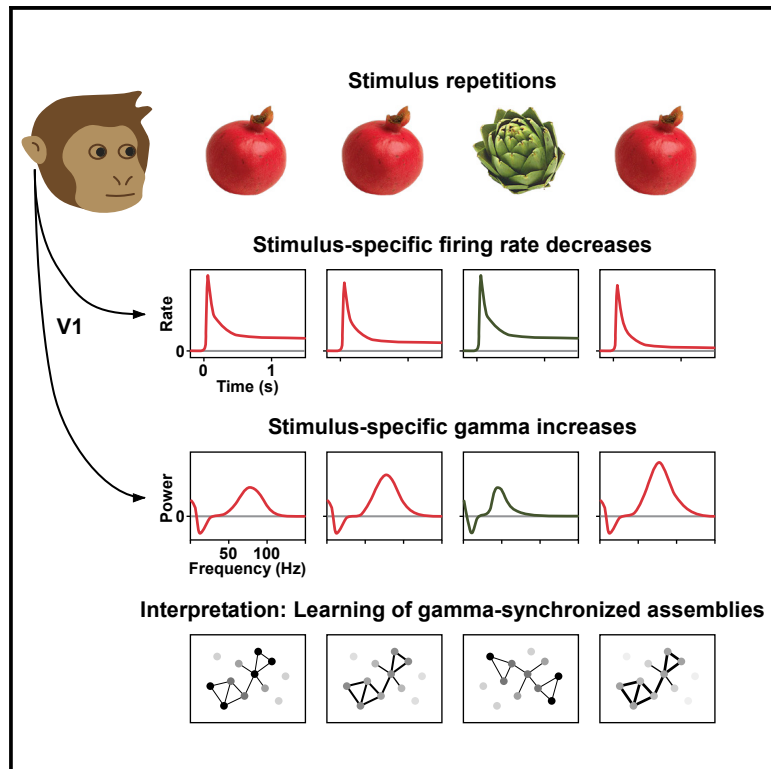 Stimulus repetitions
Stimulus-specific firing rate decreases
V1
Rate
0
0 1
Time (s)
Stimulus-specific gamma increases
Power
0
50 100
Frequency (Hz)
Interpretation: Learning of gamma-synchronized assemblies